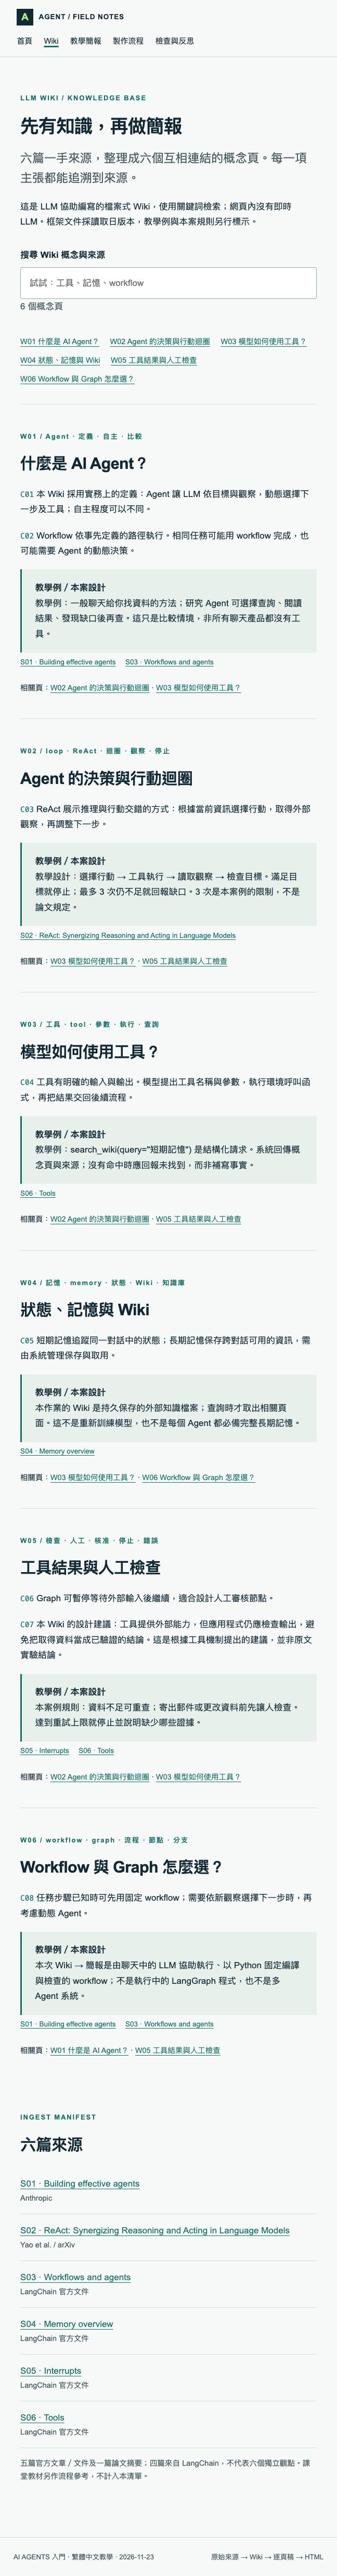 A AGENT / FIELD NOTES
首頁 Wiki 教學簡報 製作流程 檢查與反思
LLM WIKI / KNOWLEDGE BASE
先有知識，再做簡報
六篇一手來源，整理成六個互相連結的概念頁。每一項
主張都能追溯到來源。
這是 LLM 協助編寫的檔案式 Wiki，使用關鍵詞檢索；網頁內沒有即時
LLM。框架文件採讀取日版本，教學例與本案規則另行標示。
搜尋 Wiki 概念與來源
試試：工具、記憶、workflow
6 個概念頁
W01 什麼是 AI Agent？ W02 Agent 的決策與行動迴圈 W03 模型如何使用工具？
W04 狀態、記憶與 Wiki W05 工具結果與人工檢查
W06 Workflow 與 Graph 怎麼選？
W01 / Agent · 定義 · 自主 · 比較
什麼是 AI Agent？
C01 本 Wiki 採用實務上的定義：Agent 讓 LLM 依目標與觀察，動態選擇下
一步及工具；自主程度可以不同。
C02 Workflow 依事先定義的路徑執行。相同任務可能用 workflow 完成，也
可能需要 Agent 的動態決策。
教學例 / 本案設計
教學例：一般聊天給你找資料的方法；研究 Agent 可選擇查詢、閱讀
結果、發現缺口後再查。這只是比較情境，非所有聊天產品都沒有工
具。
S01 · Building effective agents S03 · Workflows and agents
相關頁：W02 Agent 的決策與行動迴圈 · W03 模型如何使用工具？
W02 / loop · ReAct · 迴圈 · 觀察 · 停止
Agent 的決策與行動迴圈
C03 ReAct 展示推理與行動交錯的方式：根據當前資訊選擇行動，取得外部
觀察，再調整下一步。
教學例 / 本案設計
教學設計：選擇行動 → 工具執行 → 讀取觀察 → 檢查目標。滿足目
標就停止；最多 3 次仍不足就回報缺口。3 次是本案例的限制，不是
論文規定。
S02 · ReAct: Synergizing Reasoning and Acting in Language Models
相關頁：W03 模型如何使用工具？ · W05 工具結果與人工檢查
W03 / 工具 · tool · 參數 · 執行 · 查詢
模型如何使用工具？
C04 工具有明確的輸入與輸出。模型提出工具名稱與參數，執行環境呼叫函
式，再把結果交回後續流程。
教學例 / 本案設計
教學例：search_wiki(query="短期記憶") 是結構化請求。系統回傳概
念頁與來源；沒有命中時應回報未找到，而非補寫事實。
S06 · Tools
相關頁：W02 Agent 的決策與行動迴圈 · W05 工具結果與人工檢查
W04 / 記憶 · memory · 狀態 · Wiki · 知識庫
狀態、記憶與 Wiki
C05 短期記憶追蹤同一對話中的狀態；長期記憶保存跨對話可用的資訊，需
由系統管理保存與取用。
教學例 / 本案設計
本作業的 Wiki 是持久保存的外部知識檔案；查詢時才取出相關頁
面。這不是重新訓練模型，也不是每個 Agent 都必備完整長期記憶。
S04 · Memory overview
相關頁：W03 模型如何使用工具？ · W06 Workflow 與 Graph 怎麼選？
W05 / 檢查 · 人工 · 核准 · 停止 · 錯誤
工具結果與人工檢查
C06 Graph 可暫停等待外部輸入後繼續，適合設計人工審核節點。
C07 本 Wiki 的設計建議：工具提供外部能力，但應用程式仍應檢查輸出，避
免把取得資料當成已驗證的結論。這是根據工具機制提出的建議，並非原文
實驗結論。
教學例 / 本案設計
本案例規則：資料不足可重查；寄出郵件或更改資料前先讓人檢查。
達到重試上限就停止並說明缺少哪些證據。
S05 · Interrupts S06 · Tools
相關頁：W02 Agent 的決策與行動迴圈 · W03 模型如何使用工具？
W06 / workflow · graph · 流程 · 節點 · 分支
Workflow 與 Graph 怎麼選？
C08 任務步驟已知時可先用固定 workflow；需要依新觀察選擇下一步時，再
考慮動態 Agent。
教學例 / 本案設計
本次 Wiki → 簡報是由聊天中的 LLM 協助執行、以 Python 固定編譯
與檢查的 workflow；不是執行中的 LangGraph 程式，也不是多
Agent 系統。
S01 · Building effective agents S03 · Workflows and agents
相關頁：W01 什麼是 AI Agent？ · W05 工具結果與人工檢查
INGEST MANIFEST
六篇來源
S01 · Building effective agents
Anthropic
S02 · ReAct: Synergizing Reasoning and Acting in Language Models
Yao et al. / arXiv
S03 · Workflows and agents
LangChain 官方文件
S04 · Memory overview
LangChain 官方文件
S05 · Interrupts
LangChain 官方文件
S06 · Tools
LangChain 官方文件
五篇官方文章 / 文件及一篇論文摘要；四篇來自 LangChain，不代表六個獨立觀點。課
堂教材另作流程參考，不計入本清單。
AI AGENTS 入門 · 繁體中文教學 · 2026-11-23 原始來源 → Wiki → 逐頁稿 → HTML